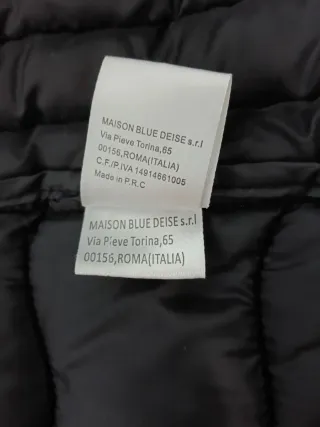 MAISON BLUE DEISE s.r.l
Via Pieve Torina,65
00156,ROMA(ITALIA)
C.F./P.IVA 14914661005
Made in P.R.C
MAISON BLUE DEISE s.r.l
Via Pieve Torina,65
00156,ROMA(ITALIA)